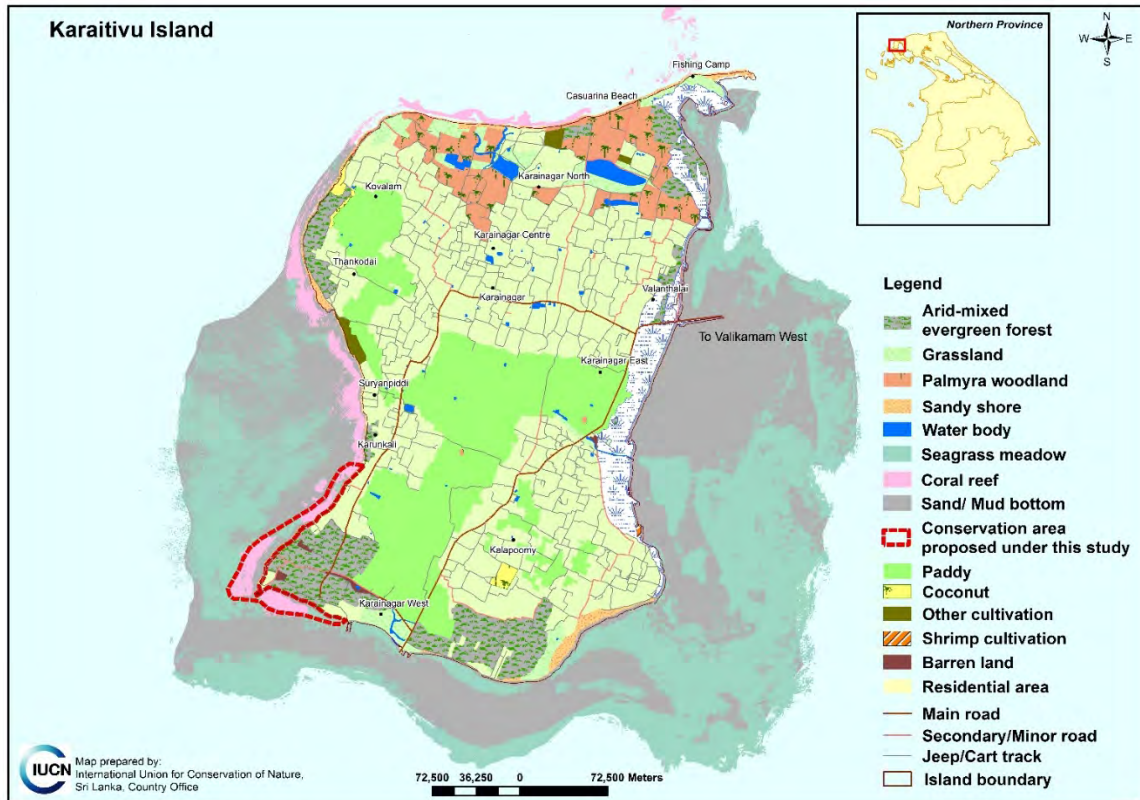 Karaitivu Island
Northern Province
N
W E
S
Fishing Camp
Casuarina Beach
Karainagar North
Kovalam
Karainagar Centre
Thankodai
Karainagar
Valanthalai
To Valikamam West
Karainagar East
Suryanpiddi
Karunkali
Kalapoomy
Karainagar West
Legend
Arid-mixed
evergreen forest
Grassland
Palmyra woodland
Sandy shore
Water body
Seagrass meadow
Coral reef
Sand/ Mud bottom
Conservation area
proposed under this study
Paddy
Coconut
Other cultivation
Shrimp cultivation
Barren land
Residential area
Main road
Secondary/Minor road
Jeep/Cart track
Island boundary
IUCN
Map prepared by:
International Union for Conservation of Nature,
Sri Lanka, Country Office
72,500 36,250 0 72,500 Meters